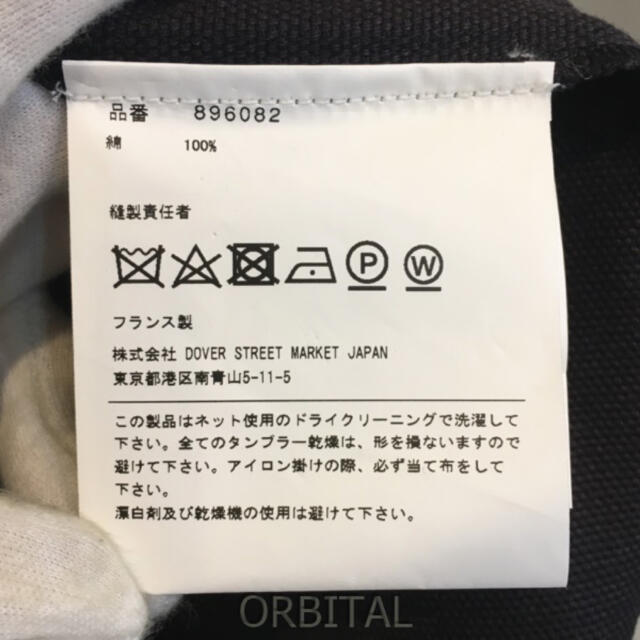 品番 896082
綿 100%
縫製責任者
P W
フランス製
株式会社 DOVER STREET MARKET JAPAN
東京都港区南青山5-11-5
この製品はネット使用のドライクリーニングで洗濯して
下さい。全てのタンブラー乾燥は、形を損ないますので
避けて下さい。アイロン掛けの際、必ず当て布をして
下さい。
漂白剤及び乾燥機の使用は避けて下さい。
ORBITAL